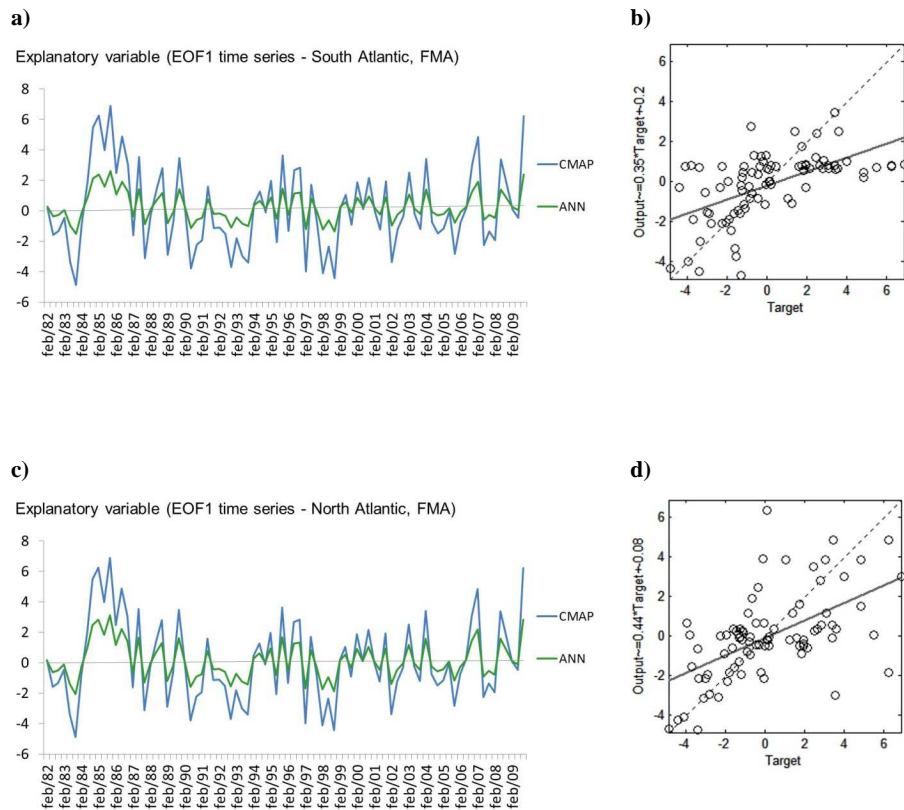 a)
Explanatory variable (EOF1 time series - South Atlantic, FMA)
8
6
4
2
0
-2
-4
-6
feb/82
feb/83
feb/84
feb/85
feb/86
feb/87
feb/88
feb/89
feb/90
feb/91
feb/92
feb/93
feb/94
feb/95
feb/96
feb/97
feb/98
feb/99
feb/00
feb/01
feb/02
feb/03
feb/04
feb/05
feb/06
feb/07
feb/08
feb/09
CMAP
ANN
b)
Output~=0.35*Target+-0.2
6
4
2
0
-2
-4
-4 -2 0 2 4 6
Target
c)
Explanatory variable (EOF1 time series - North Atlantic, FMA)
8
6
4
2
0
-2
-4
-6
feb/82
feb/83
feb/84
feb/85
feb/86
feb/87
feb/88
feb/89
feb/90
feb/91
feb/92
feb/93
feb/94
feb/95
feb/96
feb/97
feb/98
feb/99
feb/00
feb/01
feb/02
feb/03
feb/04
feb/05
feb/06
feb/07
feb/08
feb/09
CMAP
ANN
d)
Output~=0.44*Target+-0.08
6
4
2
0
-2
-4
-4 -2 0 2 4 6
Target